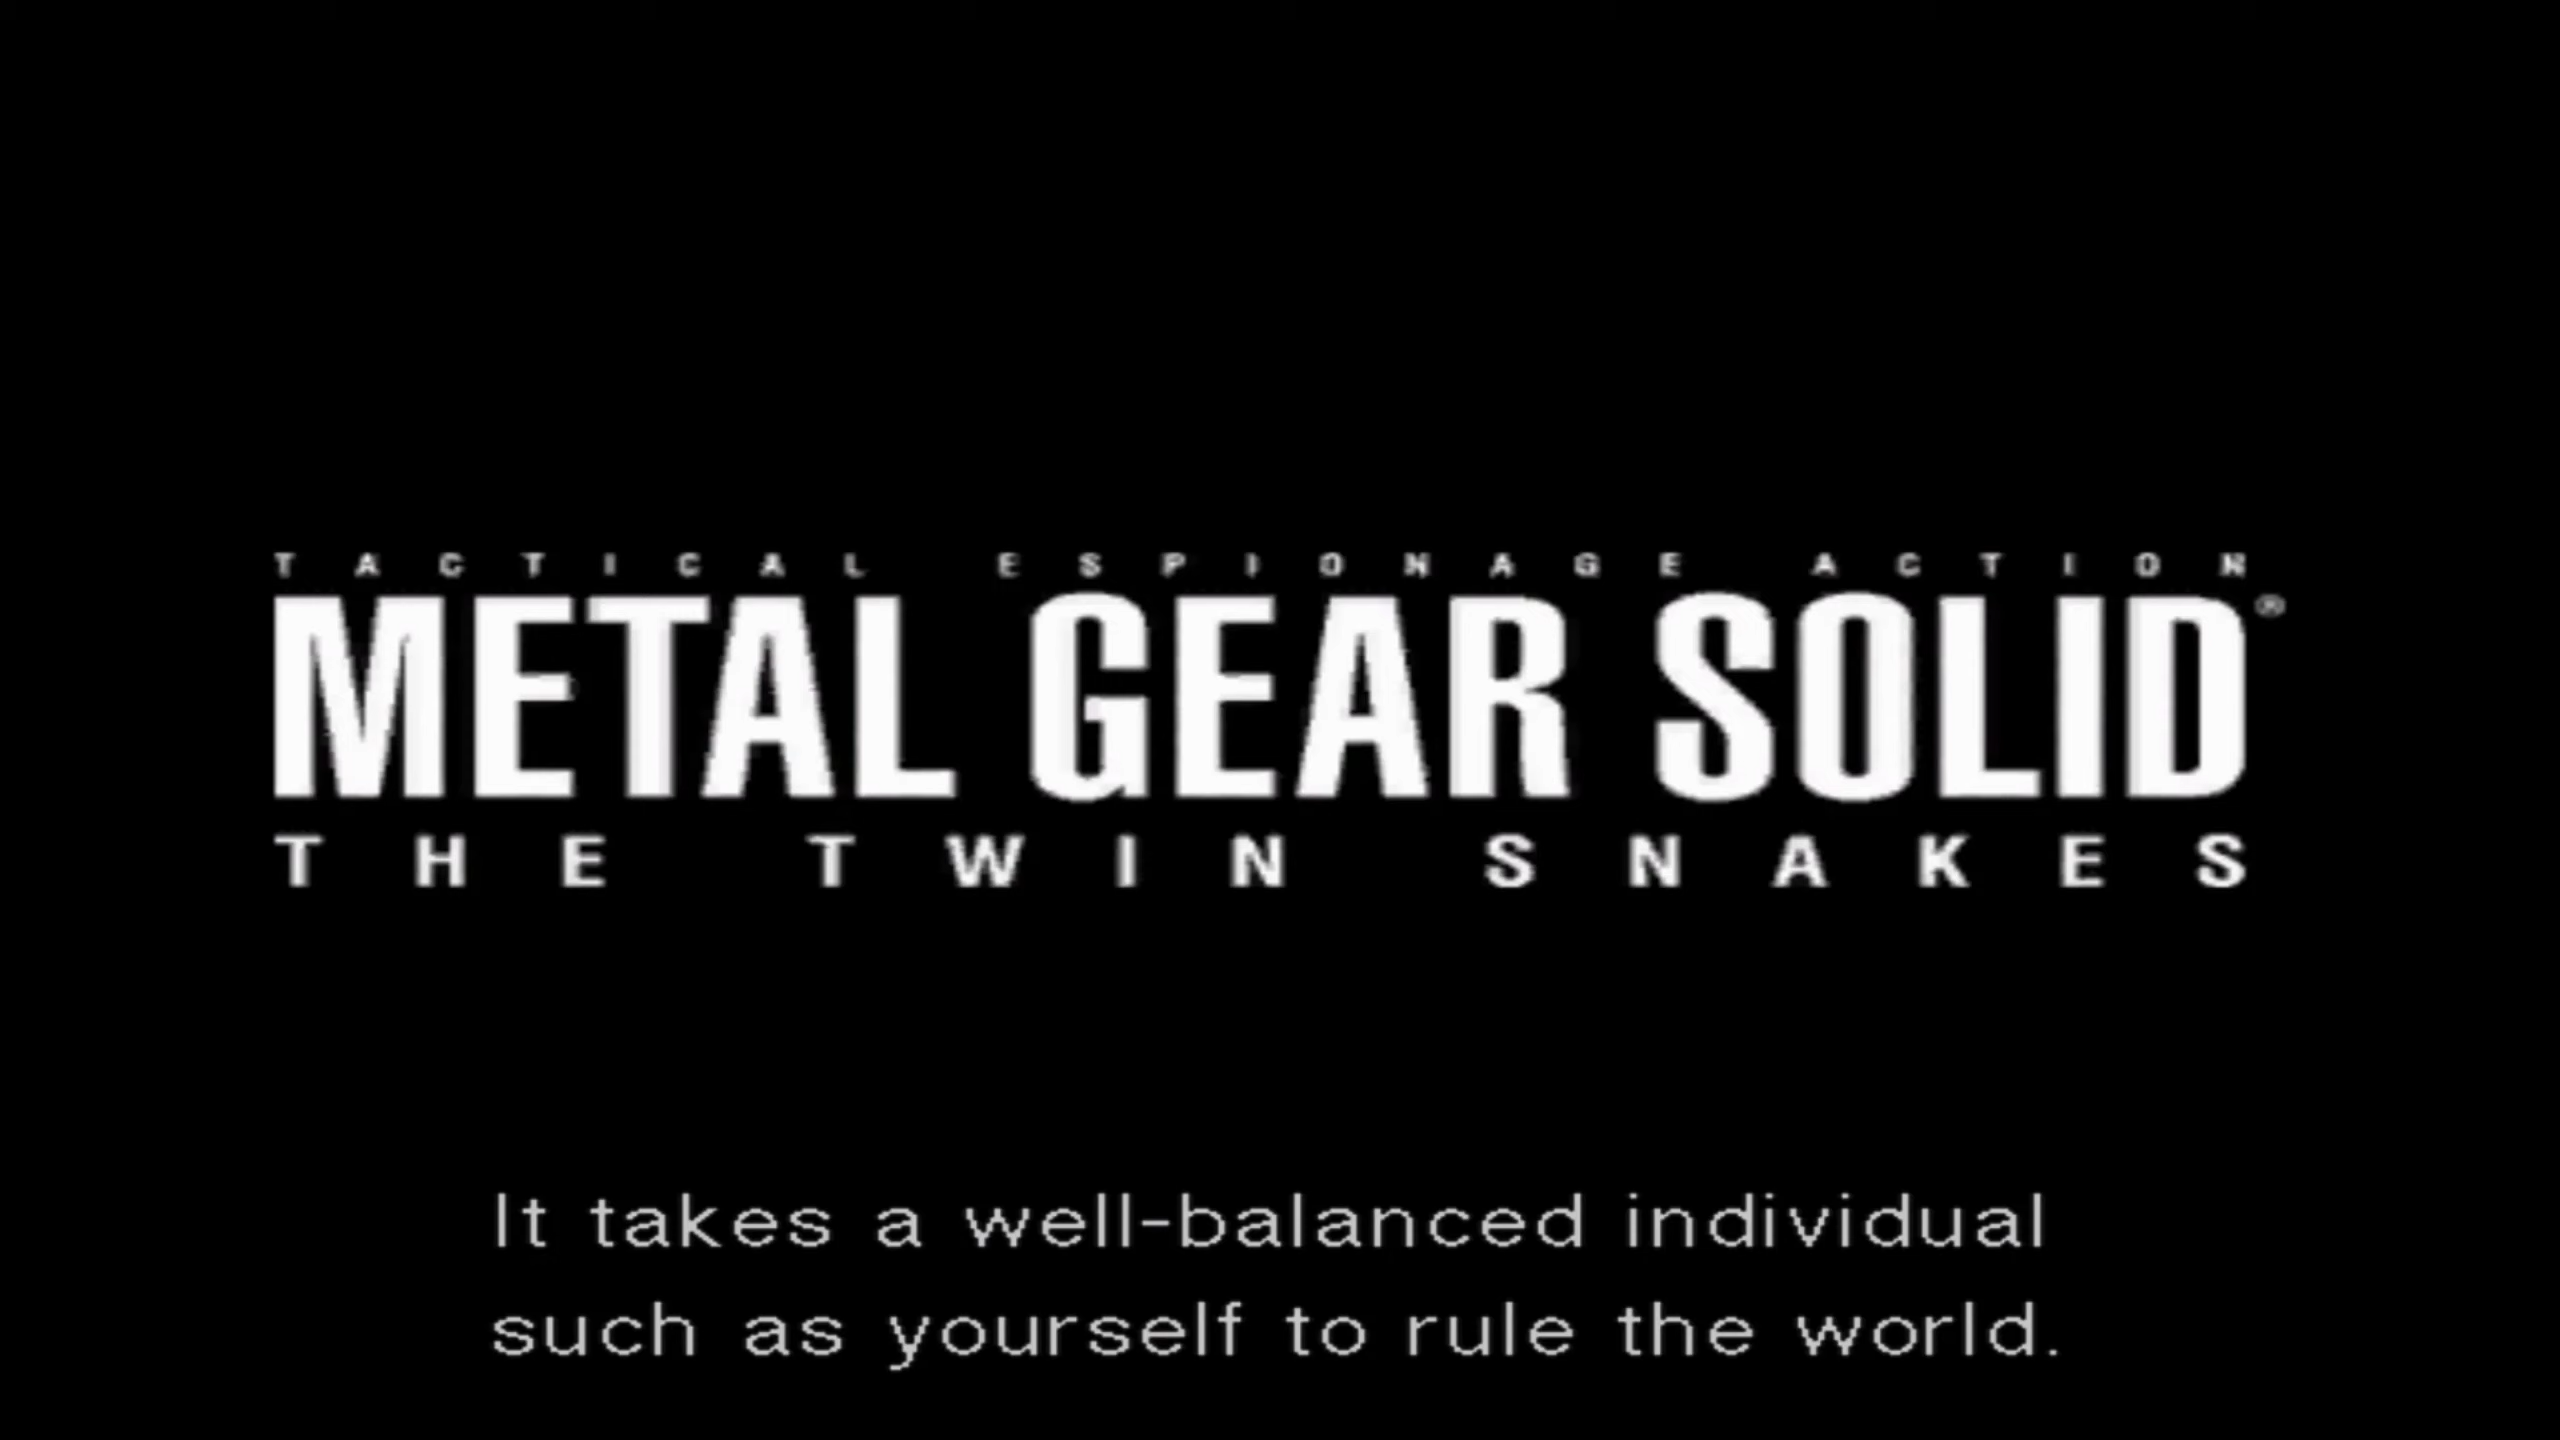 TACTICAL ESPIONAGE ACTION
METAL GEAR SOLID®
THE TWIN SNAKES
It takes a well-balanced individual
such as yourself to rule the world.